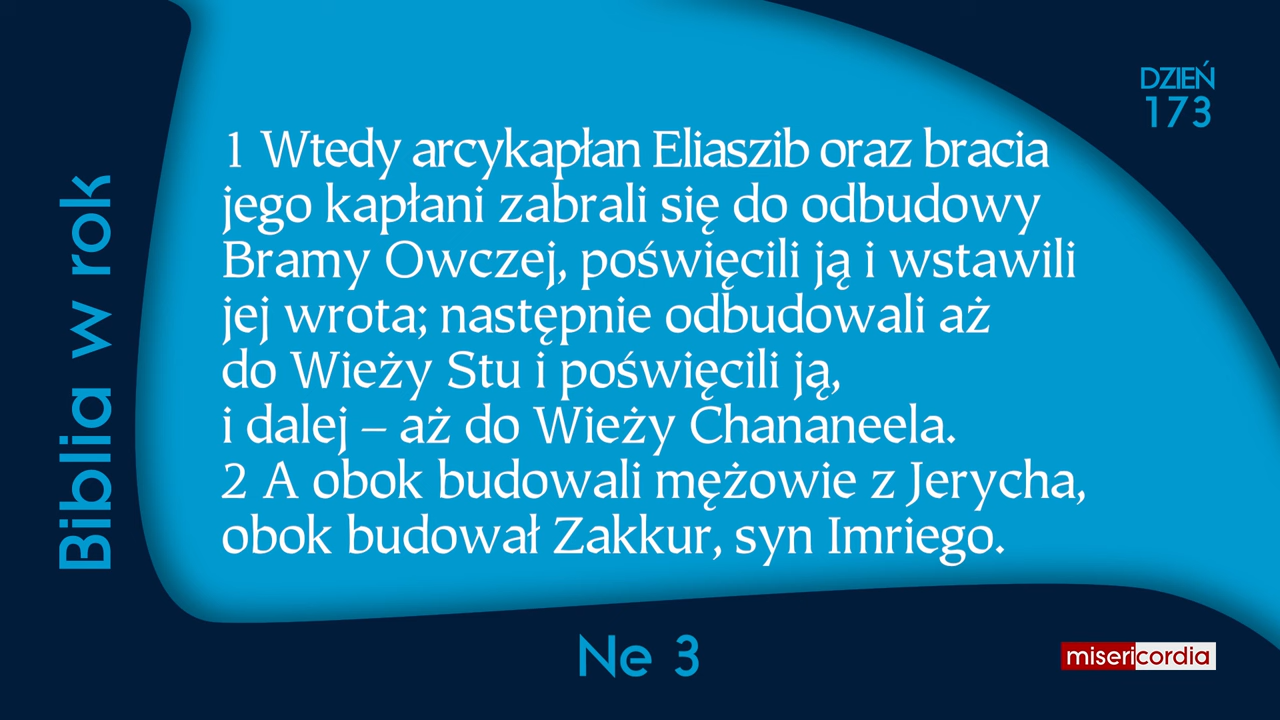 DZIEŃ
173
Biblia w rok
1 Wtedy arcykapłan Eliaszib oraz bracia
jego kapłani zabrali się do odbudowy
Bramy Owczej, poświęcili ją i wstawili
jej wrota; następnie odbudowali aż
do Wieży Stu i poświęcili ją,
i dalej – aż do Wieży Chananeela.
2 A obok budowali mężowie z Jerycha,
obok budował Zakkur, syn Imriego.
Ne 3
misericordia